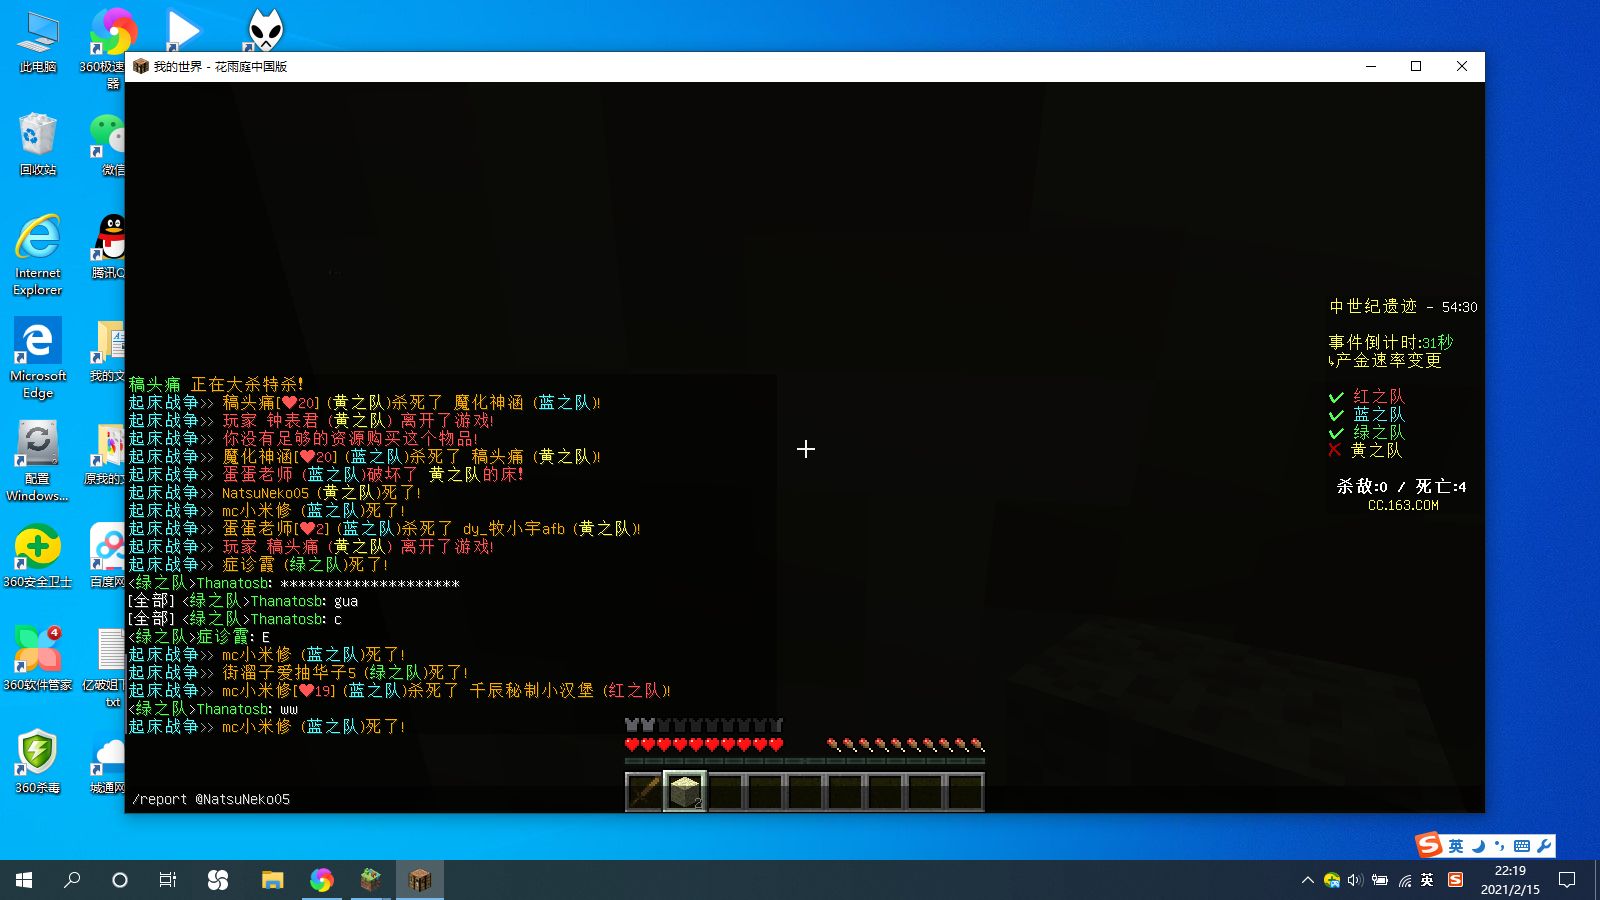 此电脑
360极速
器
回收站
微信
Internet
Explorer
腾讯Q
Microsoft
Edge
我的文
配置
Windows...
原我的文
360安全卫士
百度网
4
360软件管家
亿破姐下
txt
360杀毒
城通网
我的世界 - 花雨庭中国版
中世纪遗迹 - 54:30
事件倒计时:31秒
↳产金速率变更
✔ 红之队
✔ 蓝之队
✔ 绿之队
✘ 黄之队
杀敌:0 / 死亡:4
CC.163.COM
稿头痛 正在大杀特杀!
起床战争>> 稿头痛[❤20] (黄之队)杀死了 魔化神涵 (蓝之队)!
起床战争>> 玩家 钟表君 (黄之队) 离开了游戏!
起床战争>> 你没有足够的资源购买这个物品!
起床战争>> 魔化神涵[❤20] (蓝之队)杀死了 稿头痛 (黄之队)!
起床战争>> 蛋蛋老师 (蓝之队)破坏了 黄之队的床!
起床战争>> NatsuNeko05 (黄之队)死了!
起床战争>> mc小米修 (蓝之队)死了!
起床战争>> 蛋蛋老师[❤2] (蓝之队)杀死了 dy_牧小宇afb (黄之队)!
起床战争>> 玩家 稿头痛 (黄之队) 离开了游戏!
起床战争>> 症诊霞 (绿之队)死了!
<绿之队>Thanatosb: ********************
[全部] <绿之队>Thanatosb: gua
[全部] <绿之队>Thanatosb: c
<绿之队>症诊霞: E
起床战争>> mc小米修 (蓝之队)死了!
起床战争>> 街溜子爱抽华子5 (绿之队)死了!
起床战争>> mc小米修[❤19] (蓝之队)杀死了 千辰秘制小汉堡 (红之队)!
<绿之队>Thanatosb: ww
起床战争>> mc小米修 (蓝之队)死了!
2
/report @NatsuNeko05
英
英
22:19
2021/2/15